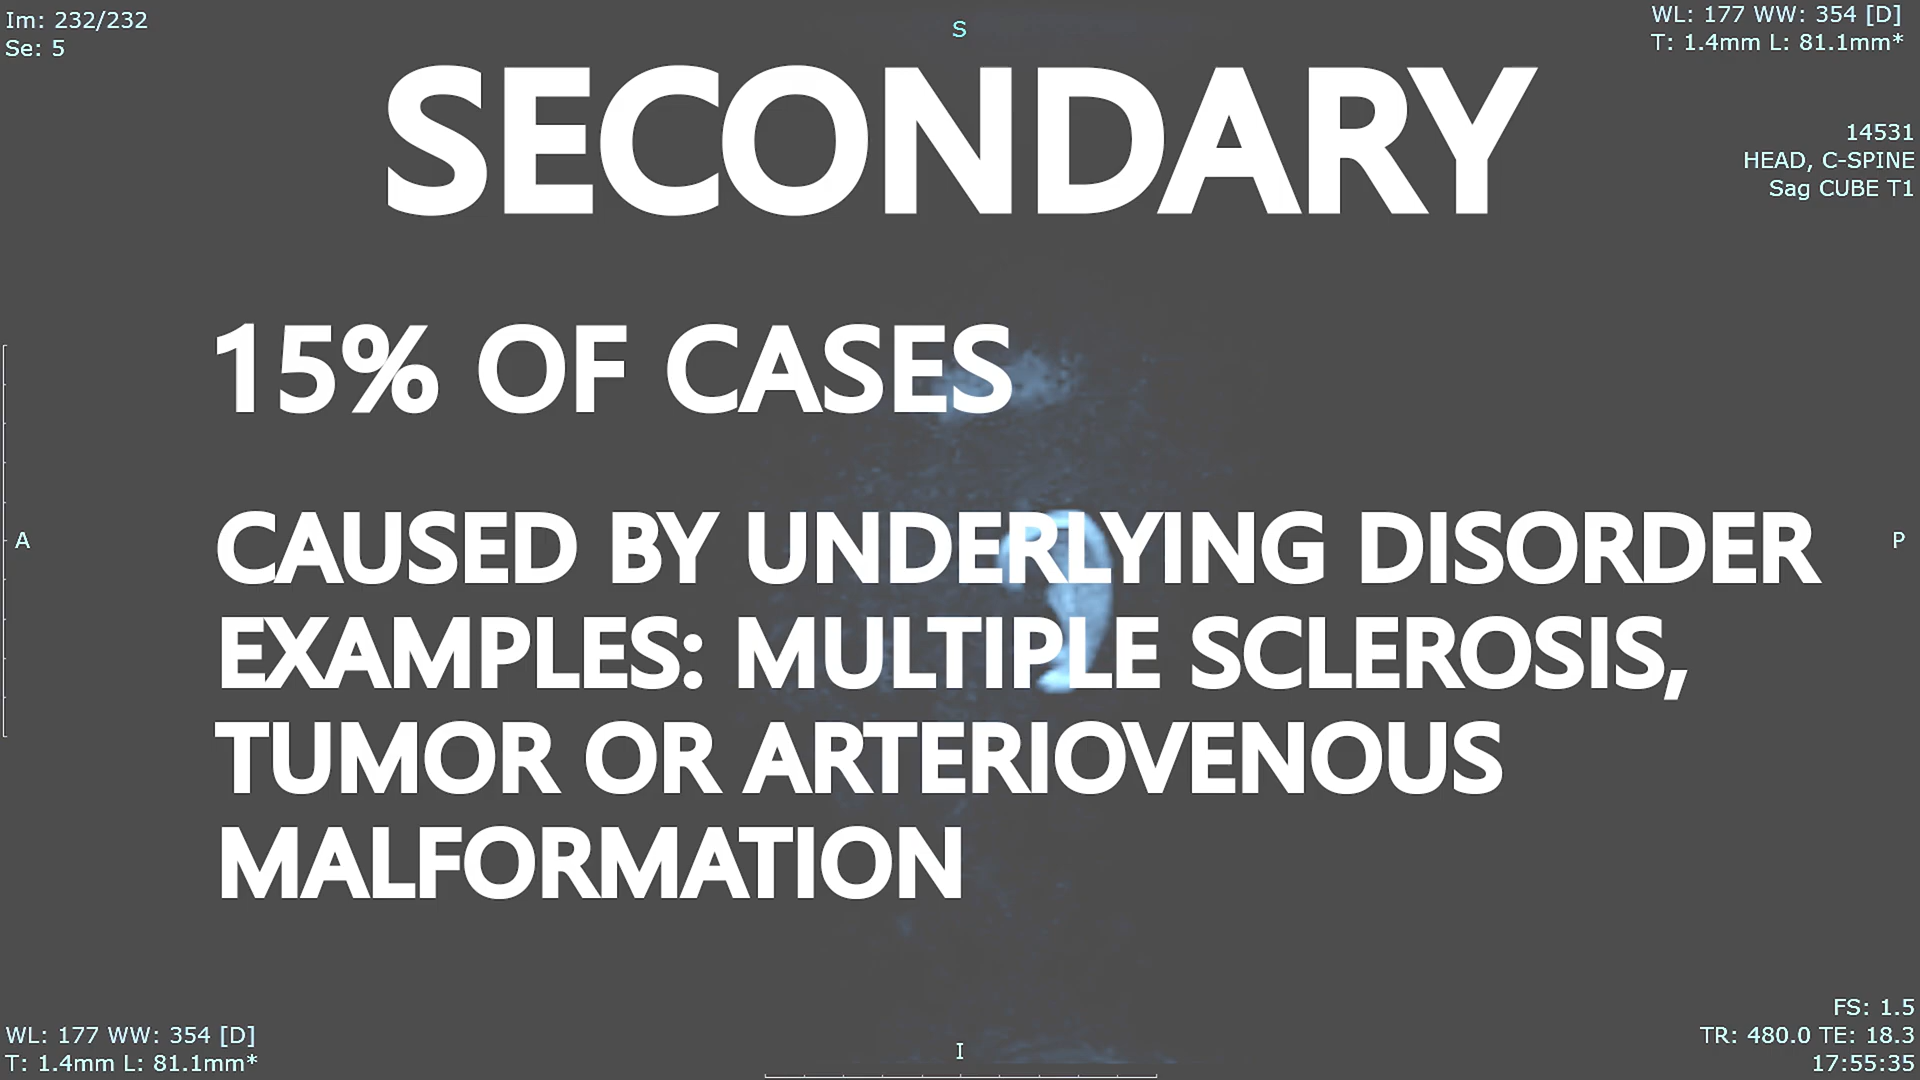 Im: 232/232
Se: 5
S
WL: 177 WW: 354 [D]
T: 1.4mm L: 81.1mm*
14531
HEAD, C-SPINE
Sag CUBE T1
SECONDARY
15% OF CASES
CAUSED BY UNDERLYING DISORDER
EXAMPLES: MULTIPLE SCLEROSIS,
TUMOR OR ARTERIOVENOUS
MALFORMATION
A
P
WL: 177 WW: 354 [D]
T: 1.4mm L: 81.1mm*
I
FS: 1.5
TR: 480.0 TE: 18.3
17:55:35